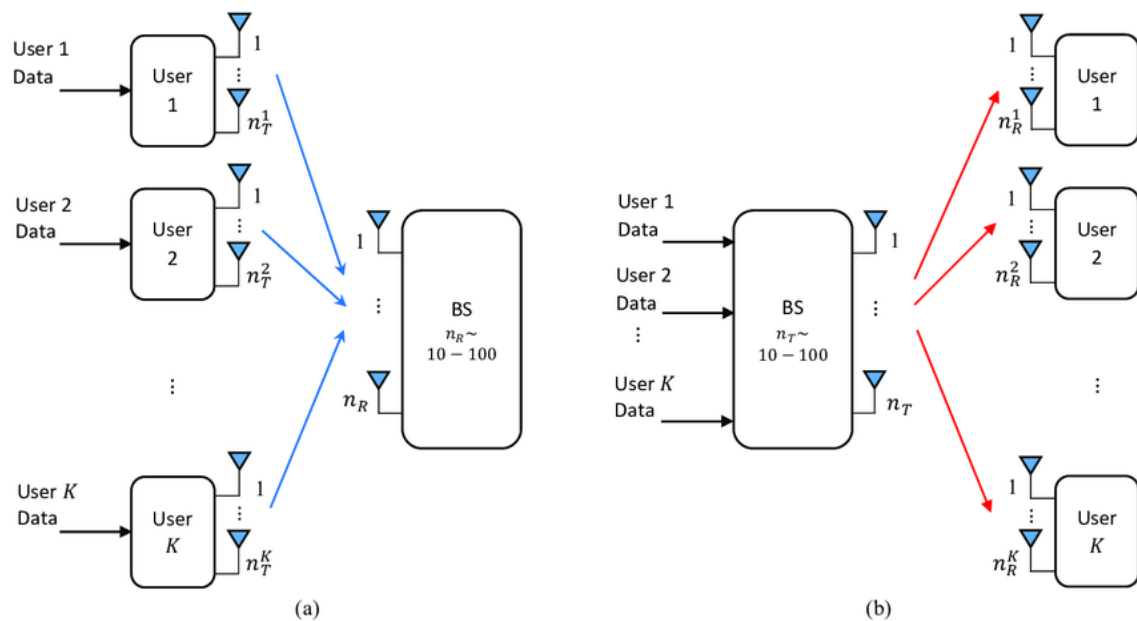 User 1
Data
User
1
1
⋮
n_T^1
User 2
Data
User
2
1
⋮
n_T^2
⋮
User K
Data
User
K
1
⋮
n_T^K
1
⋮
n_R
BS
n_R~
10 − 100
(a)
User 1
Data
User 2
Data
⋮
User K
Data
BS
n_T~
10 − 100
1
⋮
n_T
1
⋮
n_R^1
User
1
1
⋮
n_R^2
User
2
⋮
1
⋮
n_R^K
User
K
(b)